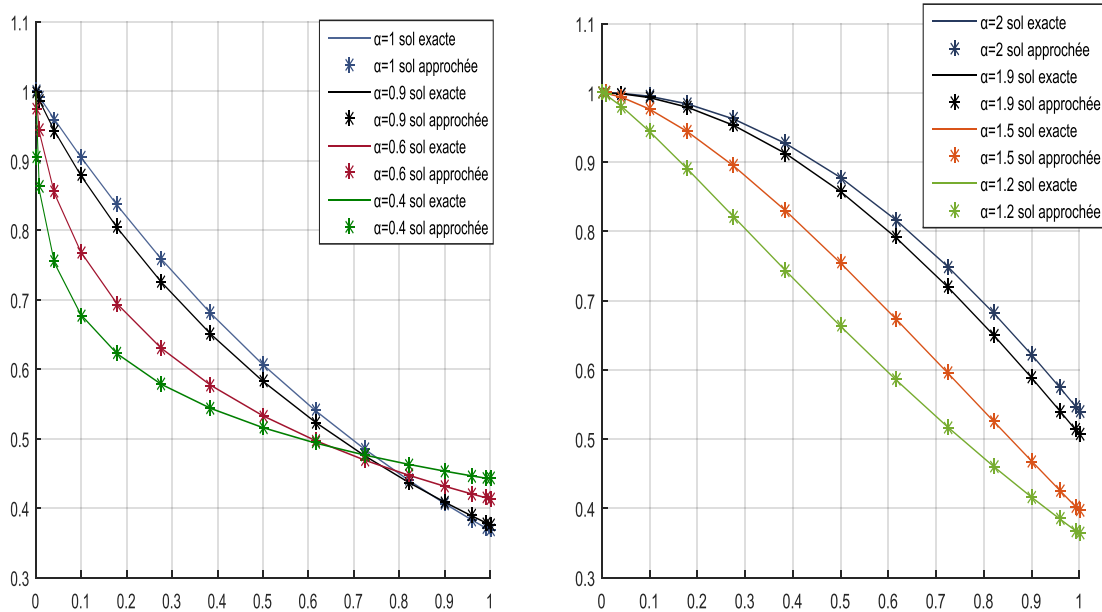 1.1
1
0.9
0.8
0.7
0.6
0.5
0.4
0.3
0 0.1 0.2 0.3 0.4 0.5 0.6 0.7 0.8 0.9 1
α=1 sol exacte
α=1 sol approchée
α=0.9 sol exacte
α=0.9 sol approchée
α=0.6 sol exacte
α=0.6 sol approchée
α=0.4 sol exacte
α=0.4 sol approchée
1.1
1
0.9
0.8
0.7
0.6
0.5
0.4
0.3
0 0.1 0.2 0.3 0.4 0.5 0.6 0.7 0.8 0.9 1
α=2 sol exacte
α=2 sol approchée
α=1.9 sol exacte
α=1.9 sol approchée
α=1.5 sol exacte
α=1.5 sol approchée
α=1.2 sol exacte
α=1.2 sol approchée